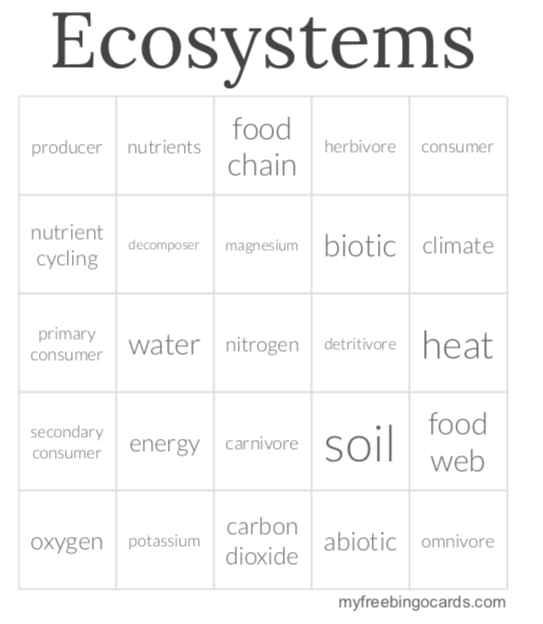 Ecosystems
producer
nutrients
food
chain
herbivore
consumer
nutrient
cycling
decomposer
magnesium
biotic
climate
primary
consumer
water
nitrogen
detritivore
heat
secondary
consumer
energy
carnivore
soil
food
web
oxygen
potassium
carbon
dioxide
abiotic
omnivore
myfreebingocards.com